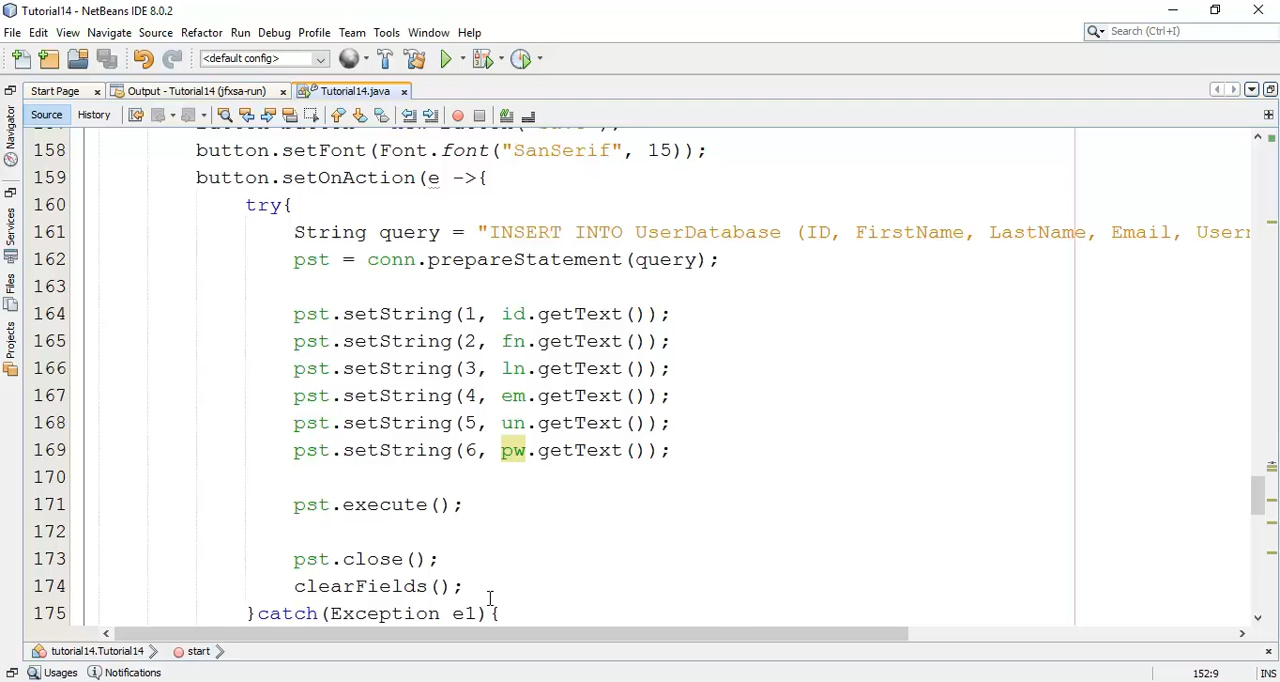 Tutorial14 - NetBeans IDE 8.0.2
File Edit View Navigate Source Refactor Run Debug Profile Team Tools Window Help
Search (Ctrl+I)
<default config>
Start Page Output - Tutorial14 (jfxsa-run) Tutorial14.java
Source History
Navigator
Services
Files
Projects
158 button.setFont(Font.font("SanSerif", 15));
159 button.setOnAction(e ->{
160 try{
161 String query = "INSERT INTO UserDatabase (ID, FirstName, LastName, Email, Usern
162 pst = conn.prepareStatement(query);
163
164 pst.setString(1, id.getText());
165 pst.setString(2, fn.getText());
166 pst.setString(3, ln.getText());
167 pst.setString(4, em.getText());
168 pst.setString(5, un.getText());
169 pst.setString(6, pw.getText());
170
171 pst.execute();
172
173 pst.close();
174 clearFields();
175 }catch(Exception e1){
tutorial14.Tutorial14 start
Usages Notifications 152:9 INS